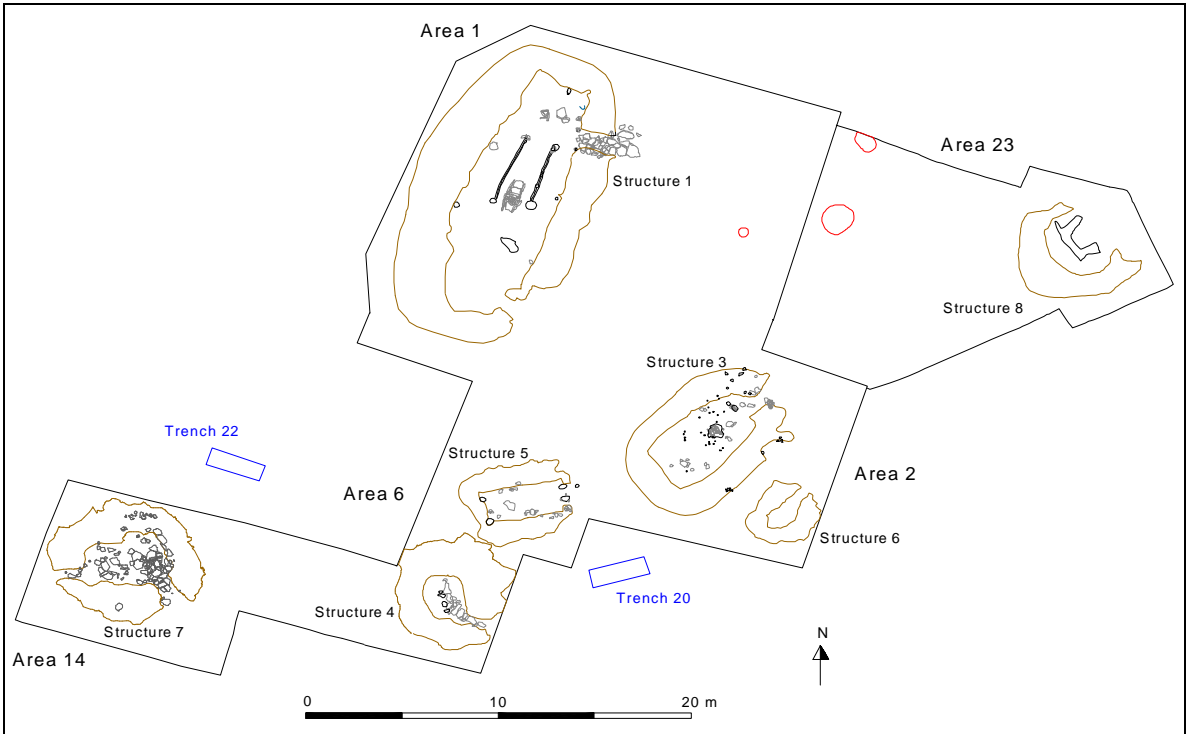 Area 1
Area 23
Structure 1
Structure 8
Structure 3
Trench 22
Structure 5
Area 2
Area 6
Structure 6
Trench 20
Structure 4
Structure 7
N
Area 14
0 10 20 m